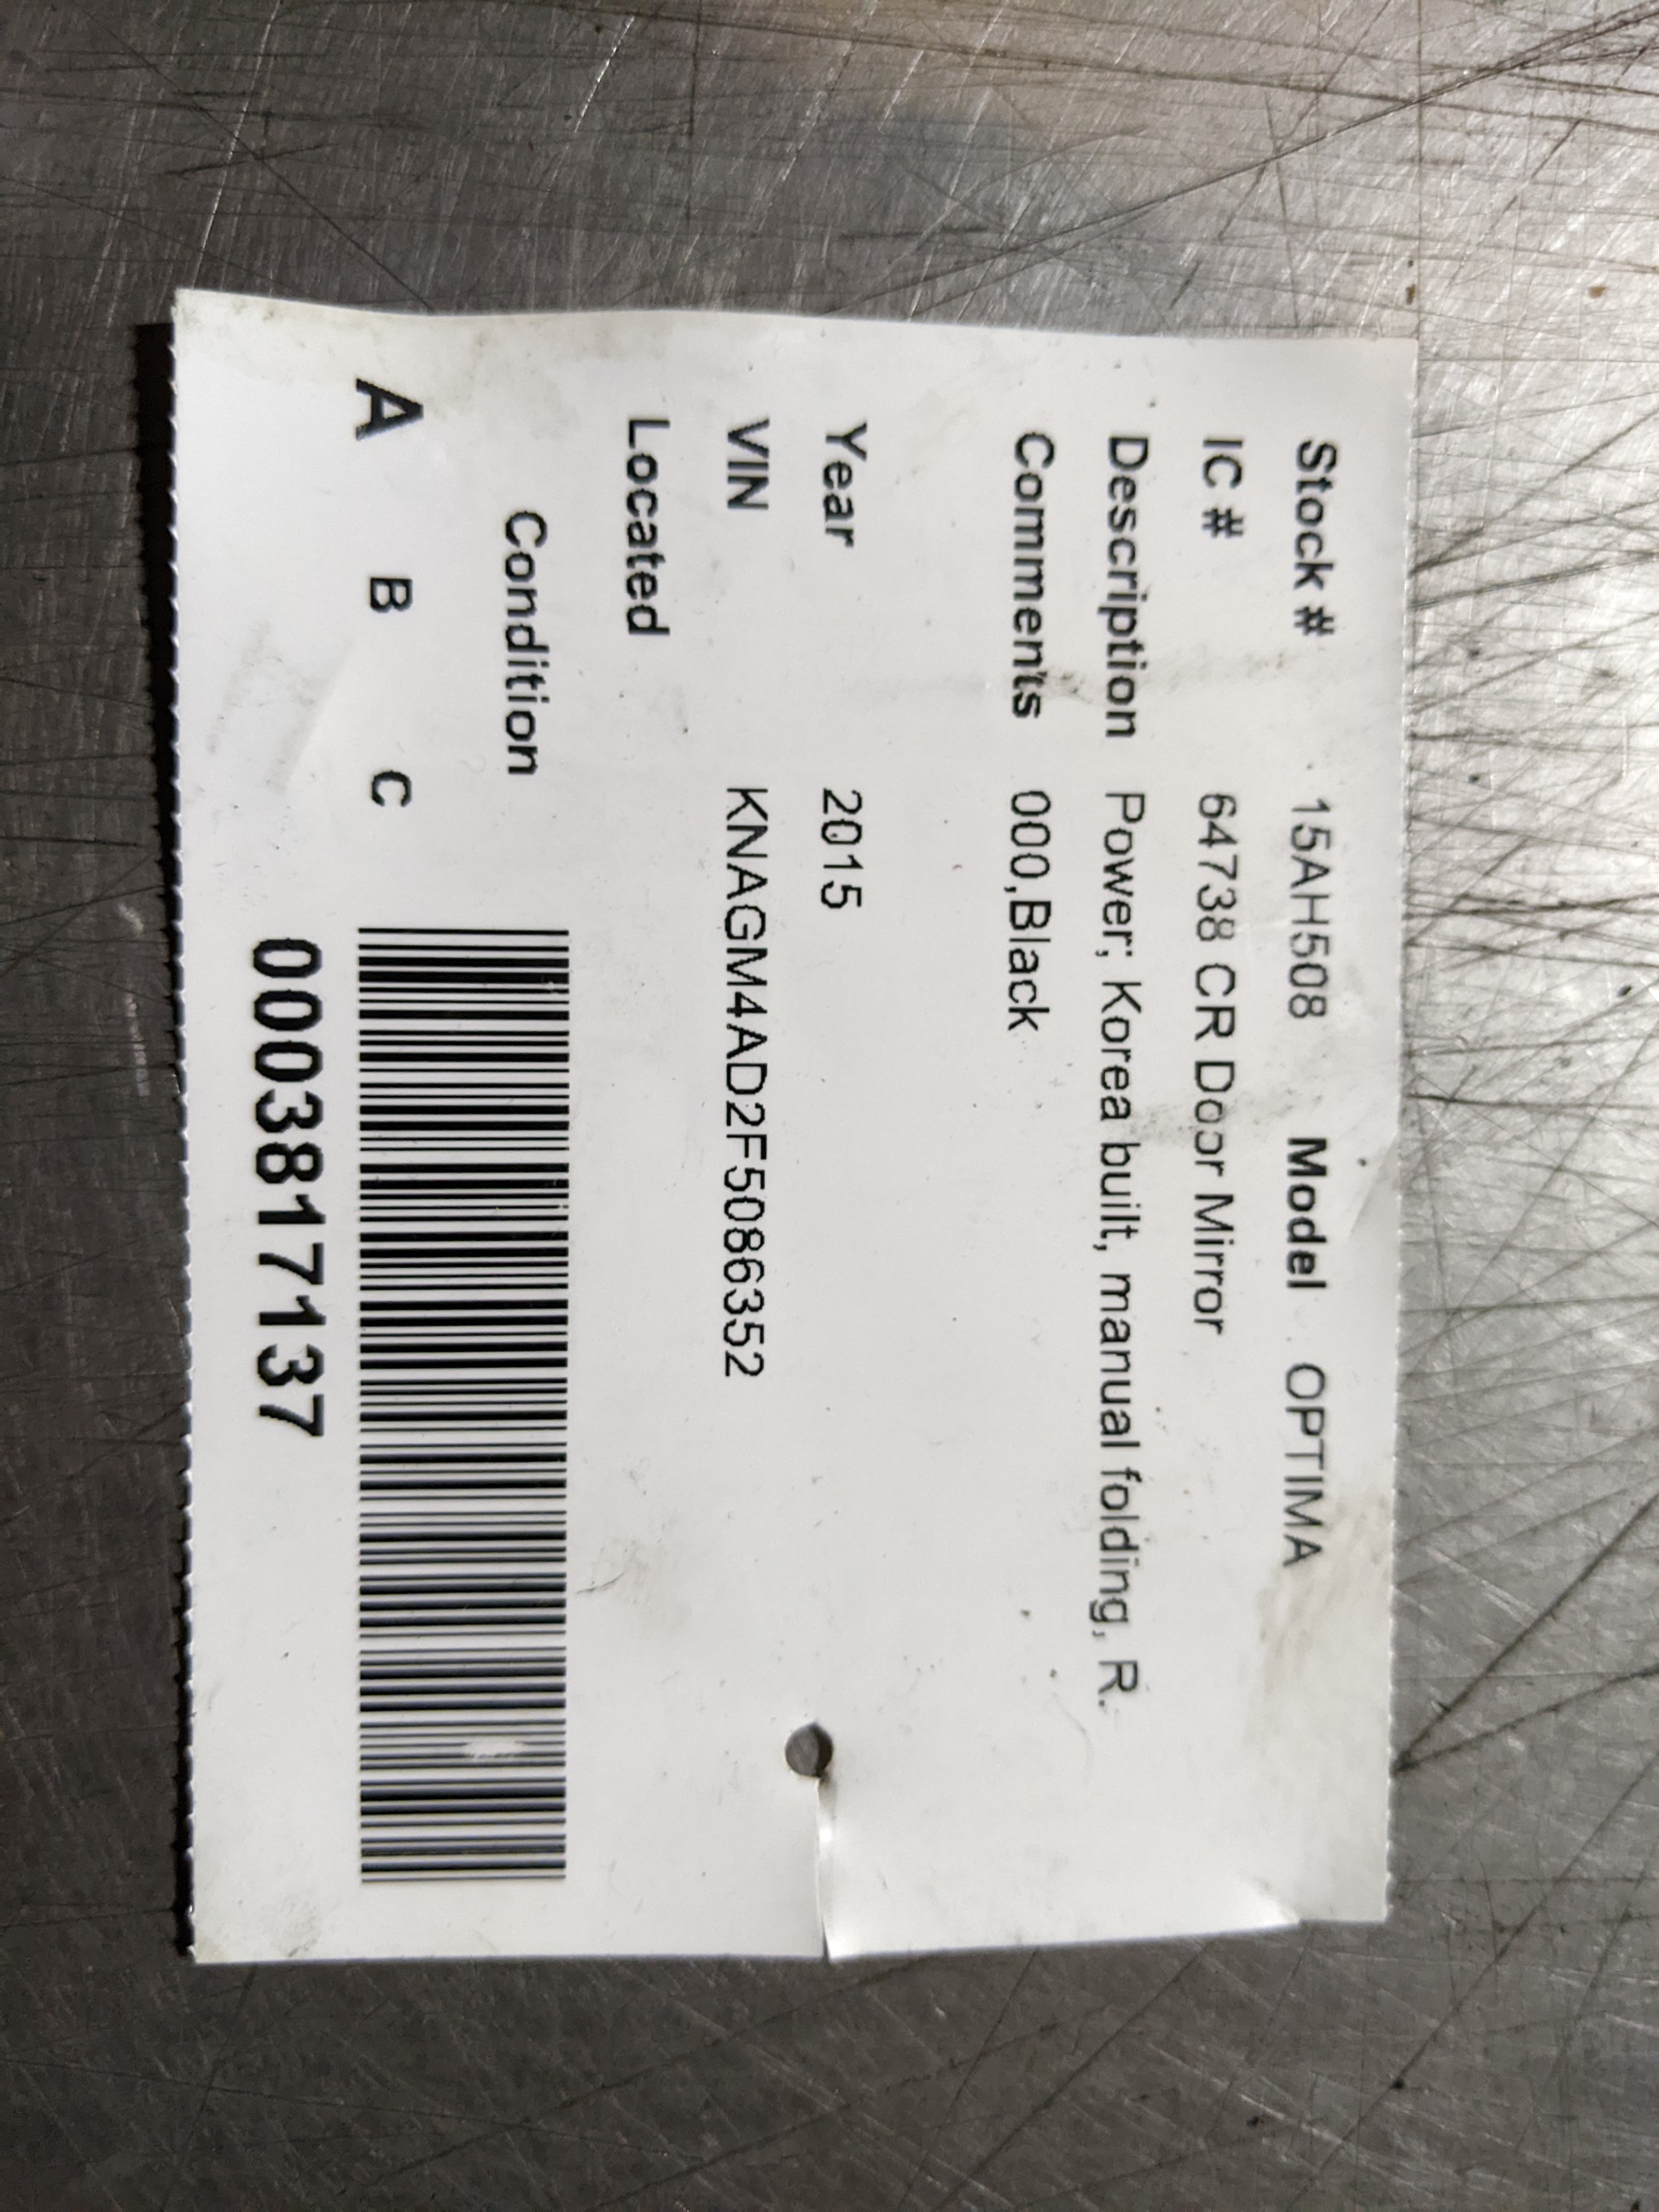 Stock # 15AH508 Model OPTIMA
IC # 64738 CR Door Mirror
Description Power; Korea built, manual folding, R.
Comments 000,Black
Year 2015
VIN KNAGM4AD2F5086352
Located
Condition
A B C
0003817137